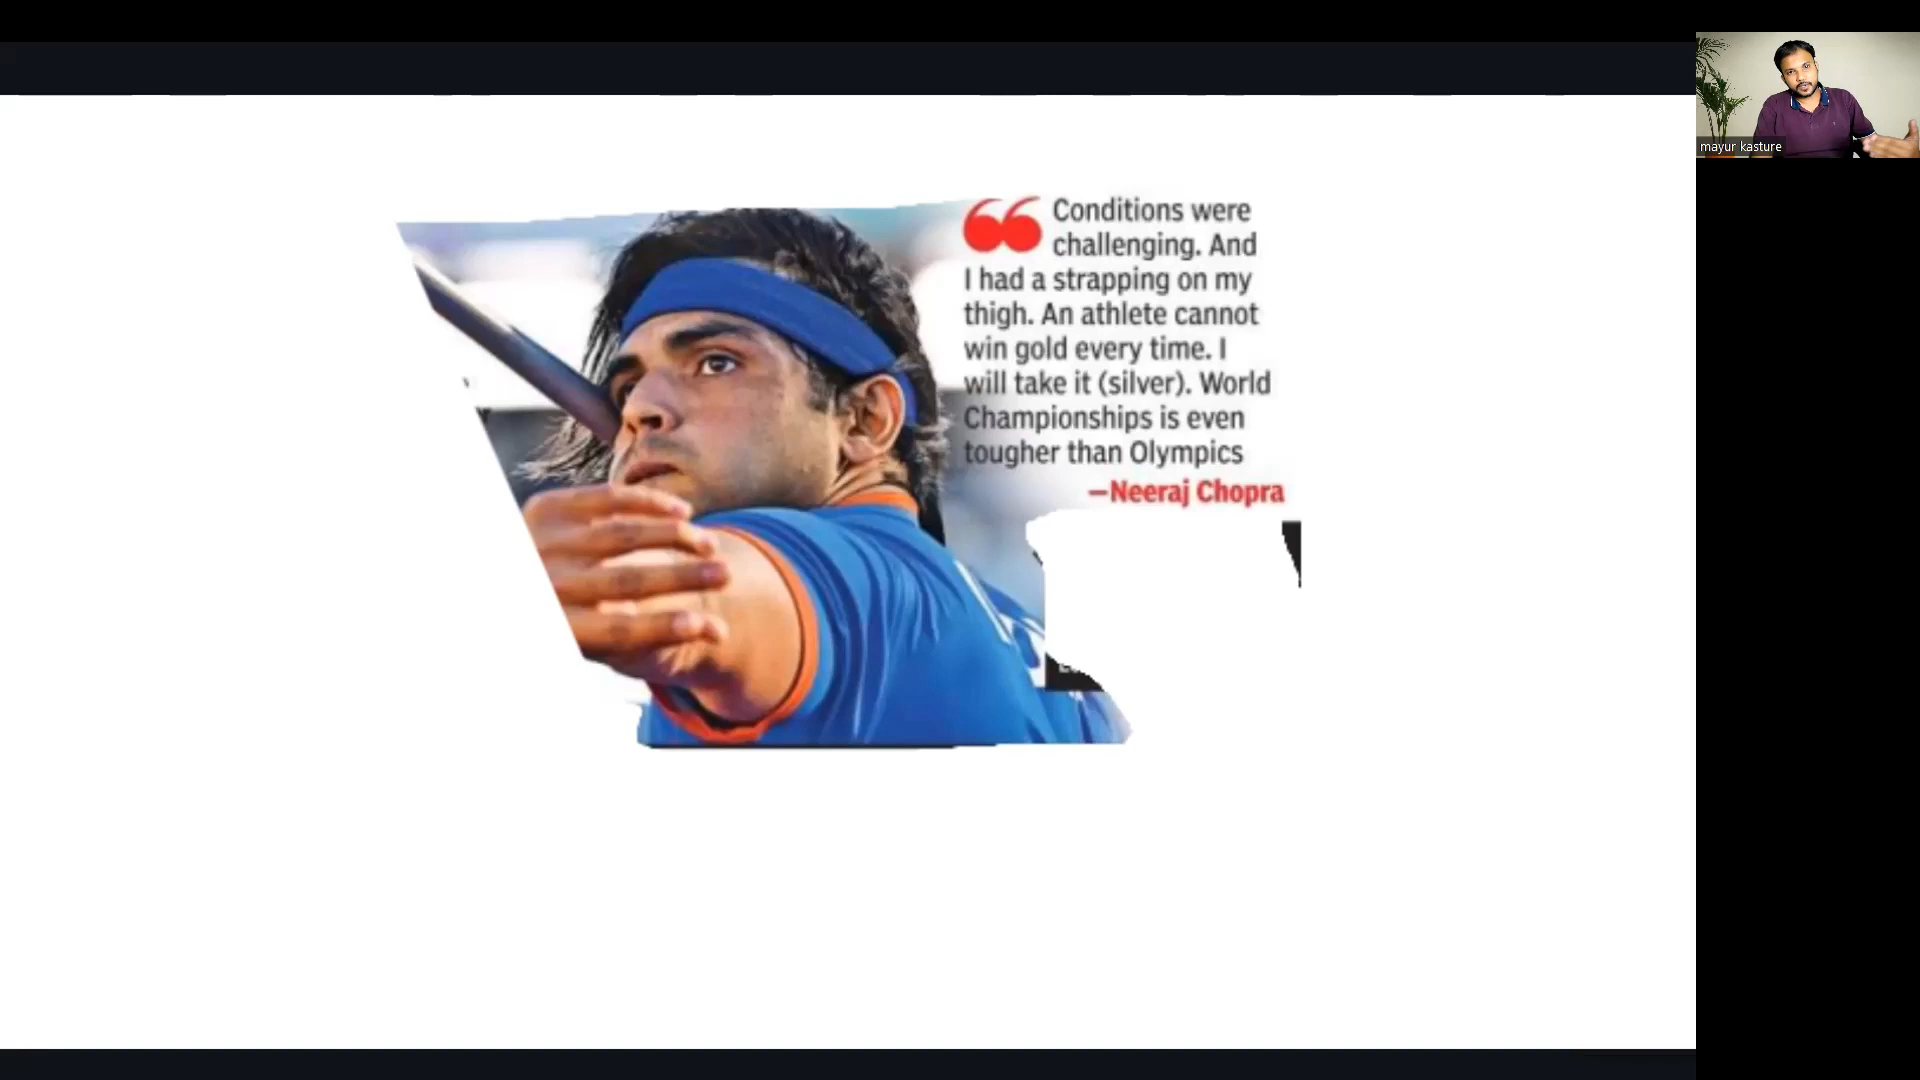 Conditions were
challenging. And
I had a strapping on my
thigh. An athlete cannot
win gold every time. I
will take it (silver). World
Championships is even
tougher than Olympics
—Neeraj Chopra
mayur kasture